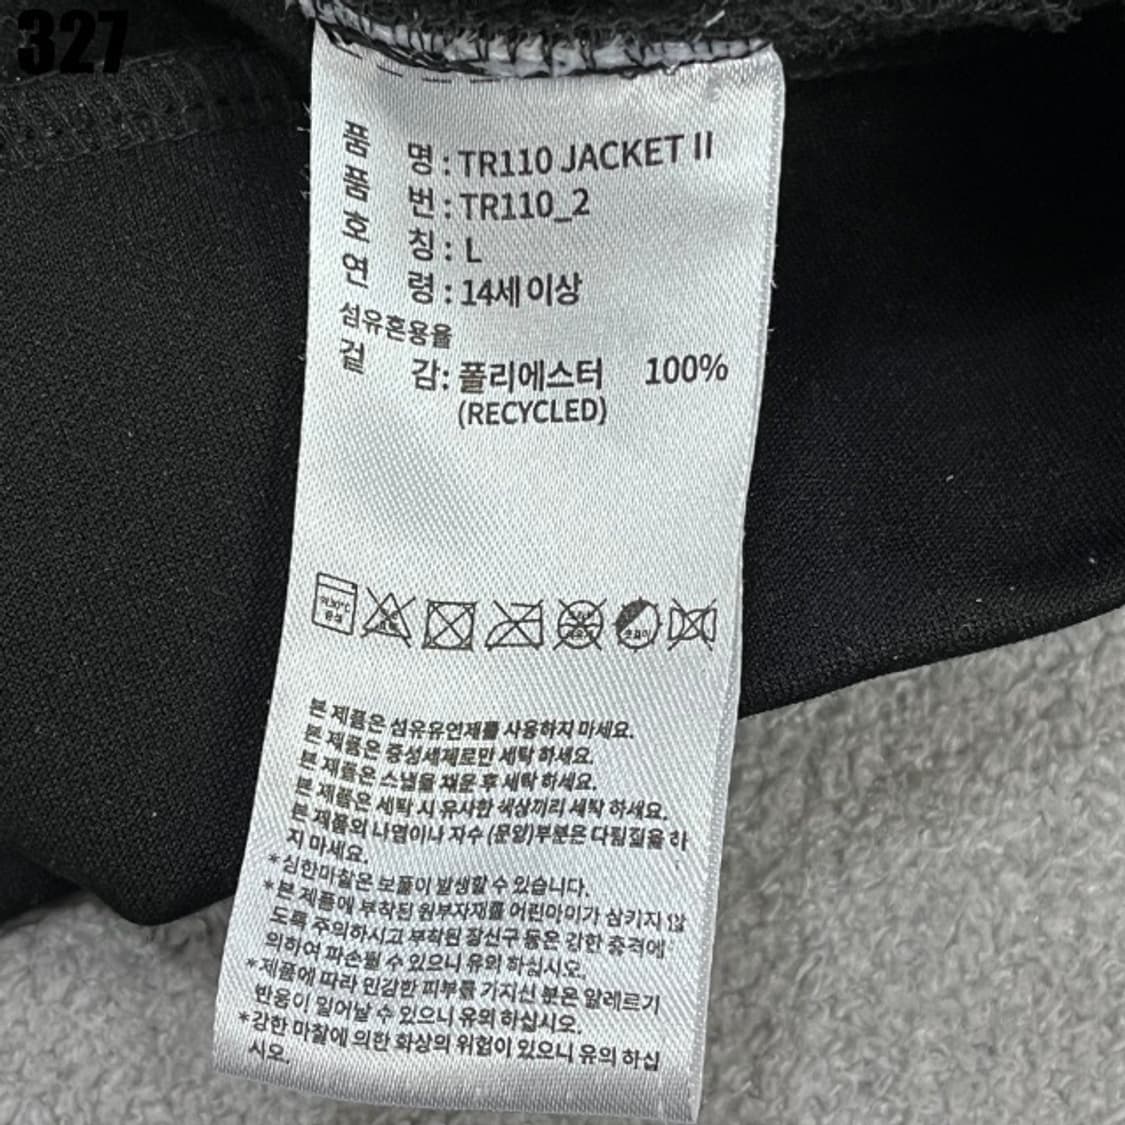 327
품 명 : TR110 JACKET II
품 번 : TR110_2
호 칭 : L
연 령 : 14세 이상
섬유혼용율
겉 감: 폴리에스터 100%
(RECYCLED)
중성
본 제품은 섬유유연제를 사용하지 마세요.
본 제품은 중성세제로만 세탁 하세요.
본 제품은 스냅을 채운 후 세탁 하세요.
본 제품은 세탁 시 유사한 색상끼리 세탁 하세요.
본 제품의 나염이나 자수 (문양)부분은 다림질을 하
지 마세요.
*심한마찰은 보풀이 발생할 수 있습니다.
*본 제품에 부착된 원부자재를 어린아이가 삼키지 않
도록 주의하시고 부착된 장신구 등은 강한 충격에
의하여 파손될 수 있으니 유의 하십시오.
*제품에 따라 민감한 피부를 가지신 분은 알레르기
반응이 일어날 수 있으니 유의 하십시오.
*강한 마찰에 의한 화상의 위험이 있으니 유의 하십
시오.